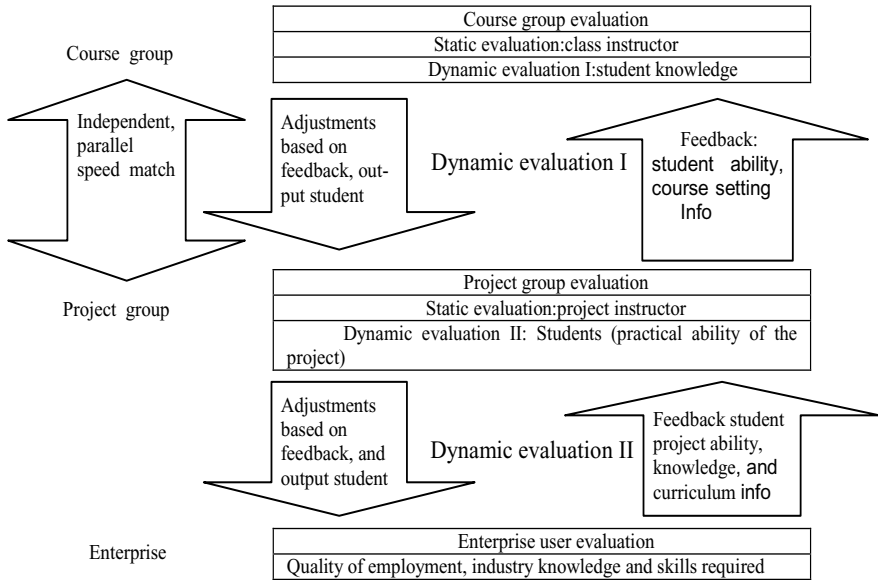 Course group evaluation
Static evaluation:class instructor
Dynamic evaluation I:student knowledge
Course group
Independent,
parallel
speed match
Adjustments
based on
feedback, out-
put student
Dynamic evaluation I
Feedback:
student ability,
course setting
Info
Project group
Project group evaluation
Static evaluation:project instructor
Dynamic evaluation II: Students (practical ability of the
project)
Adjustments
based on
feedback, and
output student
Dynamic evaluation II
Feedback student
project ability,
knowledge, and
curriculum info
Enterprise
Enterprise user evaluation
Quality of employment, industry knowledge and skills required